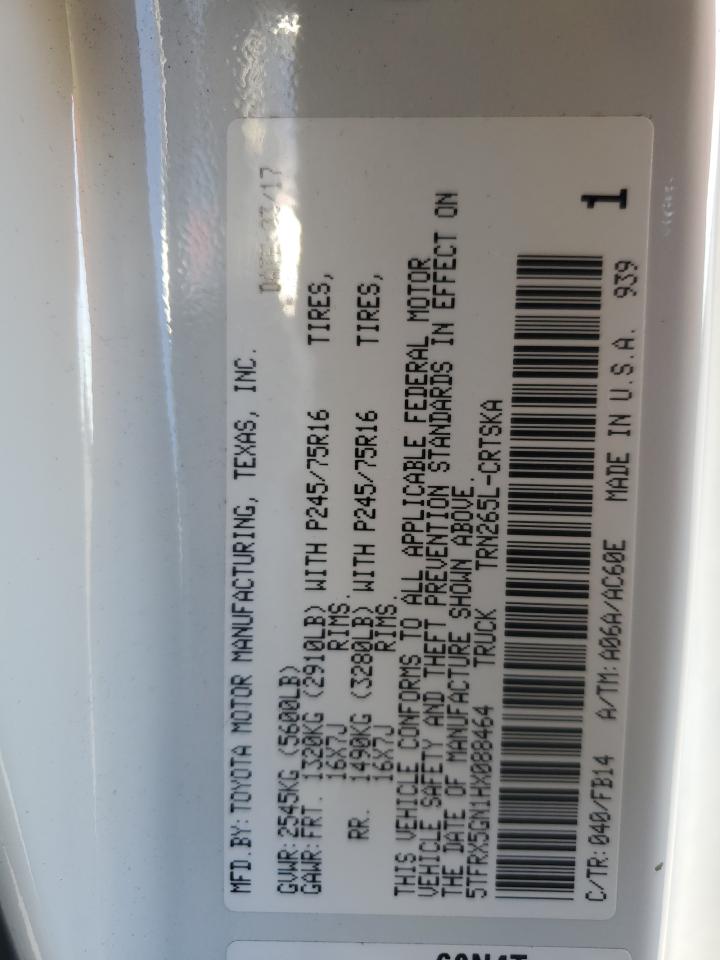 MFD BY: TOYOTA MOTOR MANUFACTURING, TEXAS, INC.
DATE 03/17
GVWR: 2545KG (5600LB)
GAWR: FRT. 1320KG (2910LB) WITH P245/75R16 TIRES,
16X7J RIMS.
RR. 1490KG (3280LB) WITH P245/75R16 TIRES,
16X7J RIMS.
THIS VEHICLE CONFORMS TO ALL APPLICABLE FEDERAL MOTOR
VEHICLE SAFETY AND THEFT PREVENTION STANDARDS IN EFFECT ON
THE DATE OF MANUFACTURE SHOWN ABOVE.
5TFRX5GN1HX088464 TRUCK TRN265L-CRTSKA
C/TR: 040/FB14 A/TM: A06A/AC60E MADE IN U.S.A. 939
1